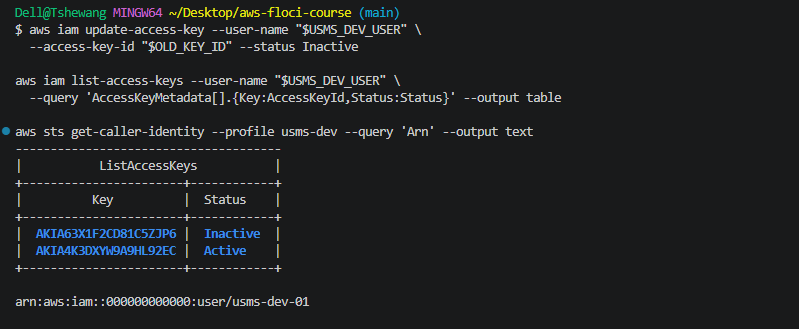 Dell@Tshewang MINGW64 ~/Desktop/aws-floci-course (main)
$ aws iam update-access-key --user-name "$USMS_DEV_USER" \
  --access-key-id "$OLD_KEY_ID" --status Inactive

aws iam list-access-keys --user-name "$USMS_DEV_USER" \
  --query 'AccessKeyMetadata[].{Key:AccessKeyId,Status:Status}' --output table

aws sts get-caller-identity --profile usms-dev --query 'Arn' --output text
-------------------------------------
|          ListAccessKeys           |
+-----------------------+-----------+
|          Key          |  Status   |
+-----------------------+-----------+
|  AKIA63X1F2CD81C5ZJP6 |  Inactive |
|  AKIA4K3DXYW9A9HL92EC |  Active   |
+-----------------------+-----------+

arn:aws:iam::000000000000:user/usms-dev-01